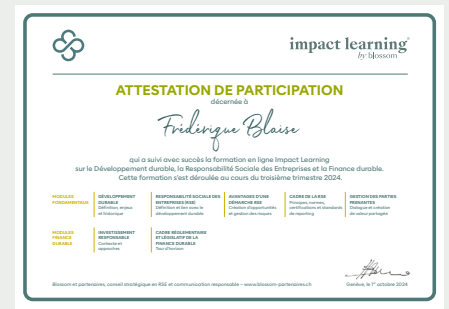 impact learning®
by blossom
ATTESTATION DE PARTICIPATION
décernée à
Frédérique Blaise
qui a suivi avec succès la formation en ligne Impact Learning
sur le Développement durable, la Responsabilité Sociale des Entreprises et la Finance durable.
Cette formation s'est déroulée au cours du troisième trimestre 2024.
MODULES
FONDAMENTAUX
DÉVELOPPEMENT
DURABLE
Définition, enjeux
et historique
RESPONSABILITÉ SOCIALE DES
ENTREPRISES (RSE)
Définition et lien avec le
développement durable
AVANTAGES D'UNE
DÉMARCHE RSE
Création d'opportunités
et gestion des risques
CADRE DE LA RSE
Principes, normes,
certifications et standards
de reporting
GESTION DES PARTIES
PRENANTES
Dialogue et création
de valeur partagée
MODULES
FINANCE
DURABLE
INVESTISSEMENT
RESPONSABLE
Contexte et
approches
CADRE RÉGLEMENTAIRE
ET LÉGISLATIF DE LA
FINANCE DURABLE
Tour d'horizon
Blossom et partenaires, conseil stratégique en RSE et communication responsable – www.blossom-partenaires.ch
Genève, le 1er octobre 2024